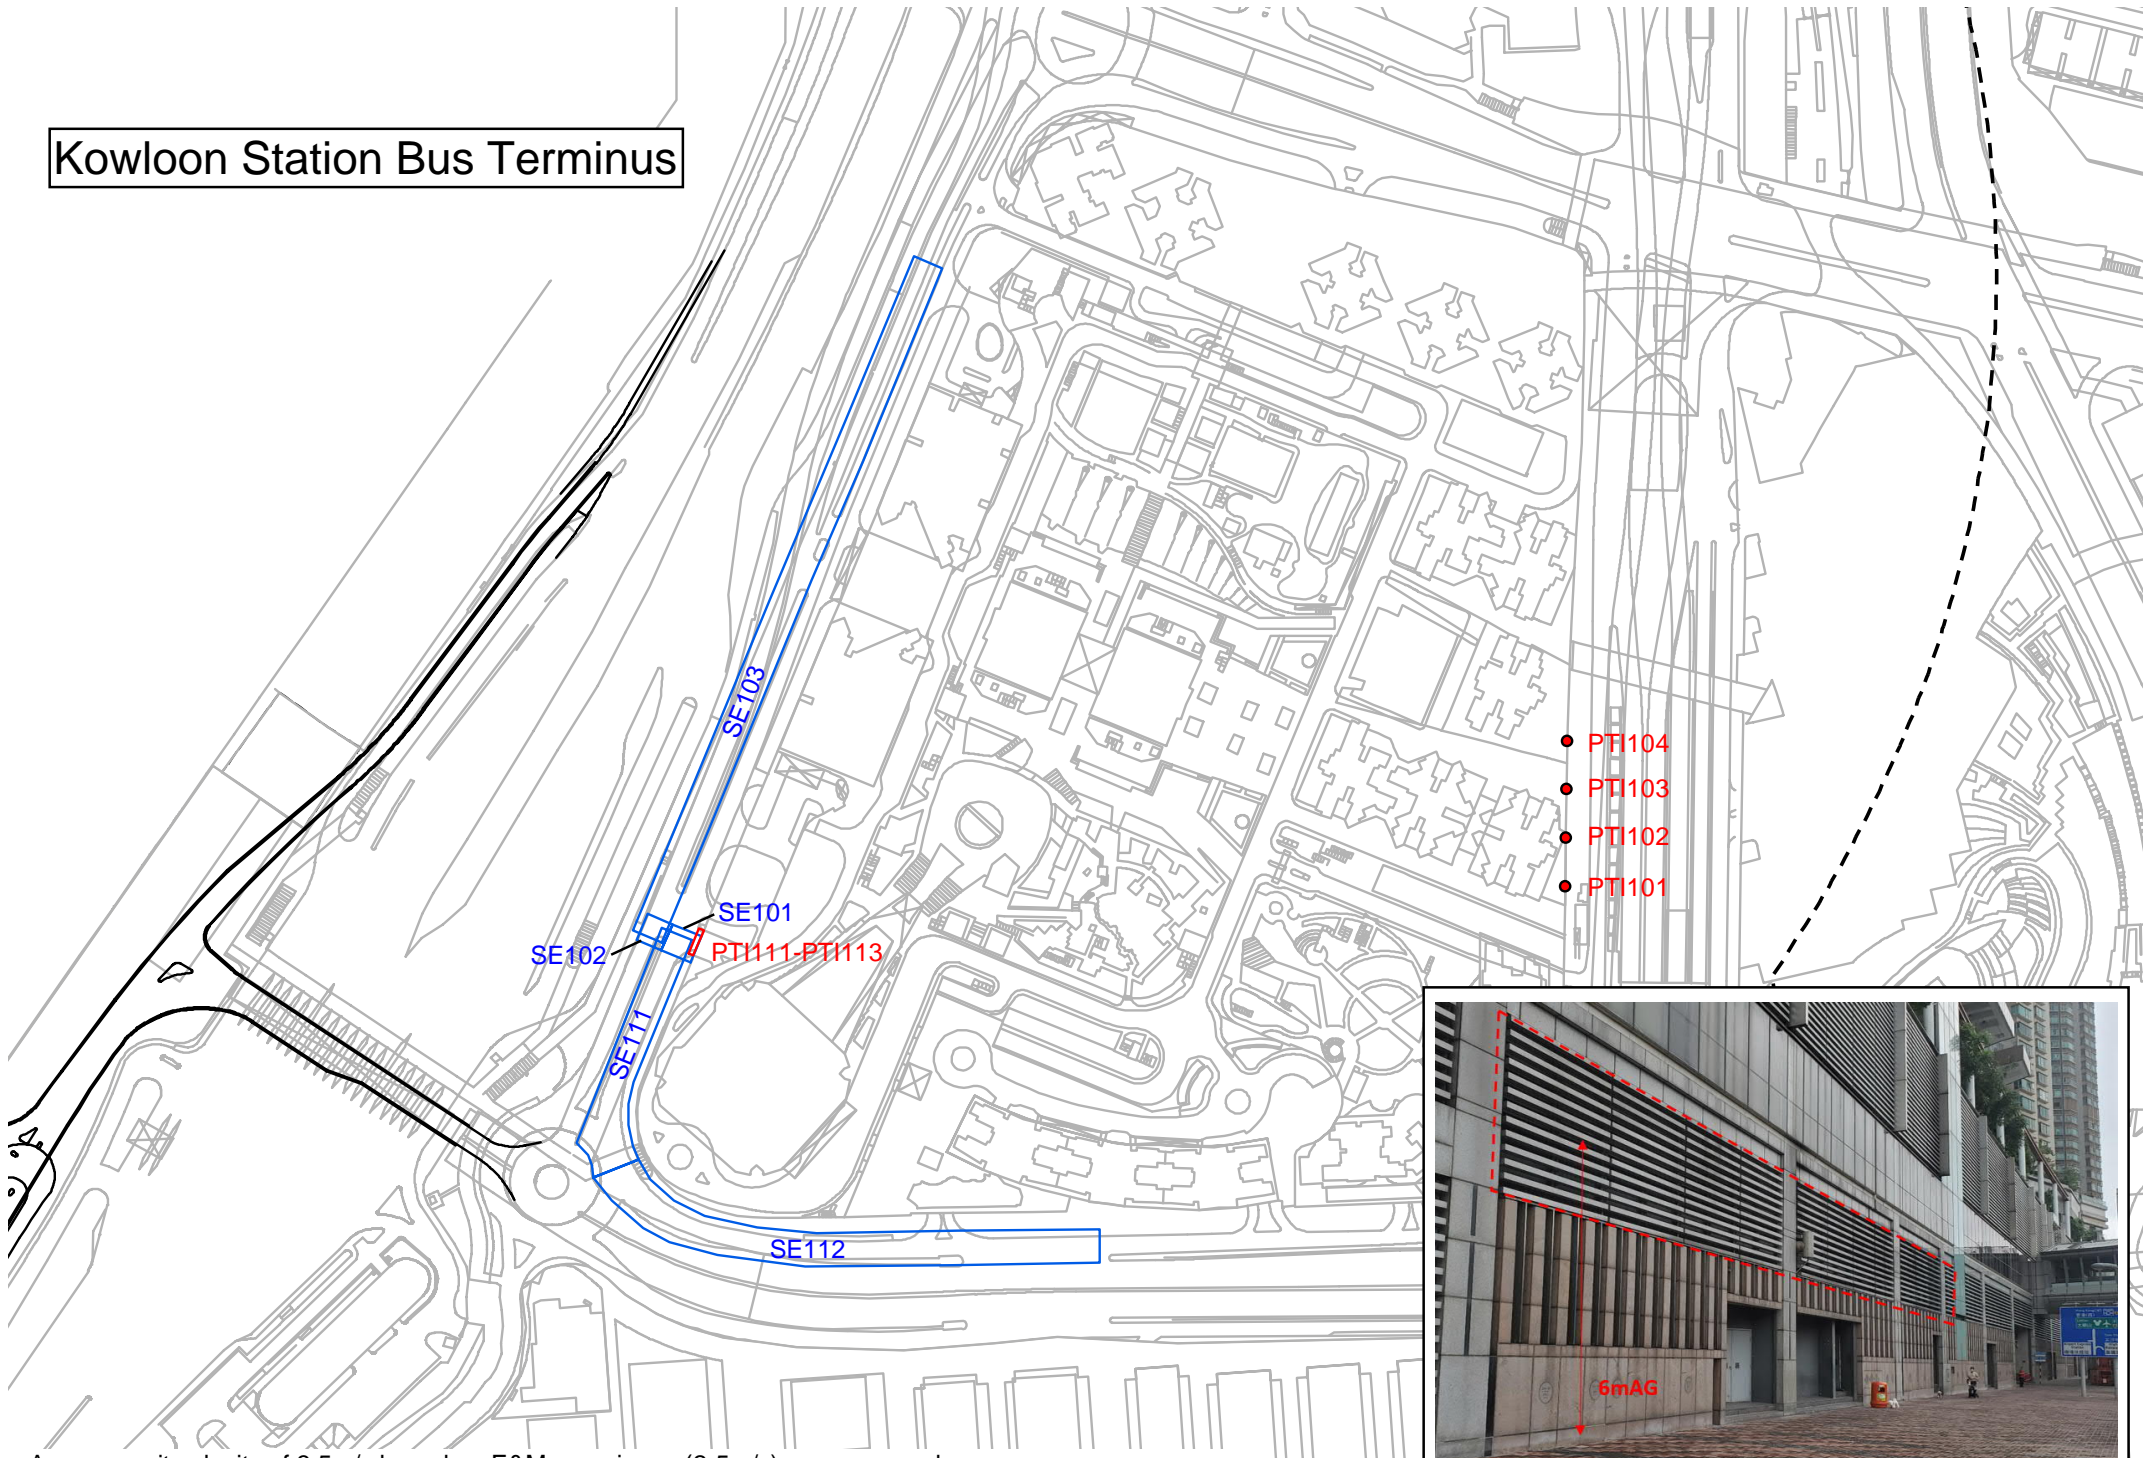 Kowloon Station Bus Terminus
SE103
PTI104
PTI103
PTI102
PTI101
SE101
SE102
PTI111-PTI113
SE111
SE112
6mAG